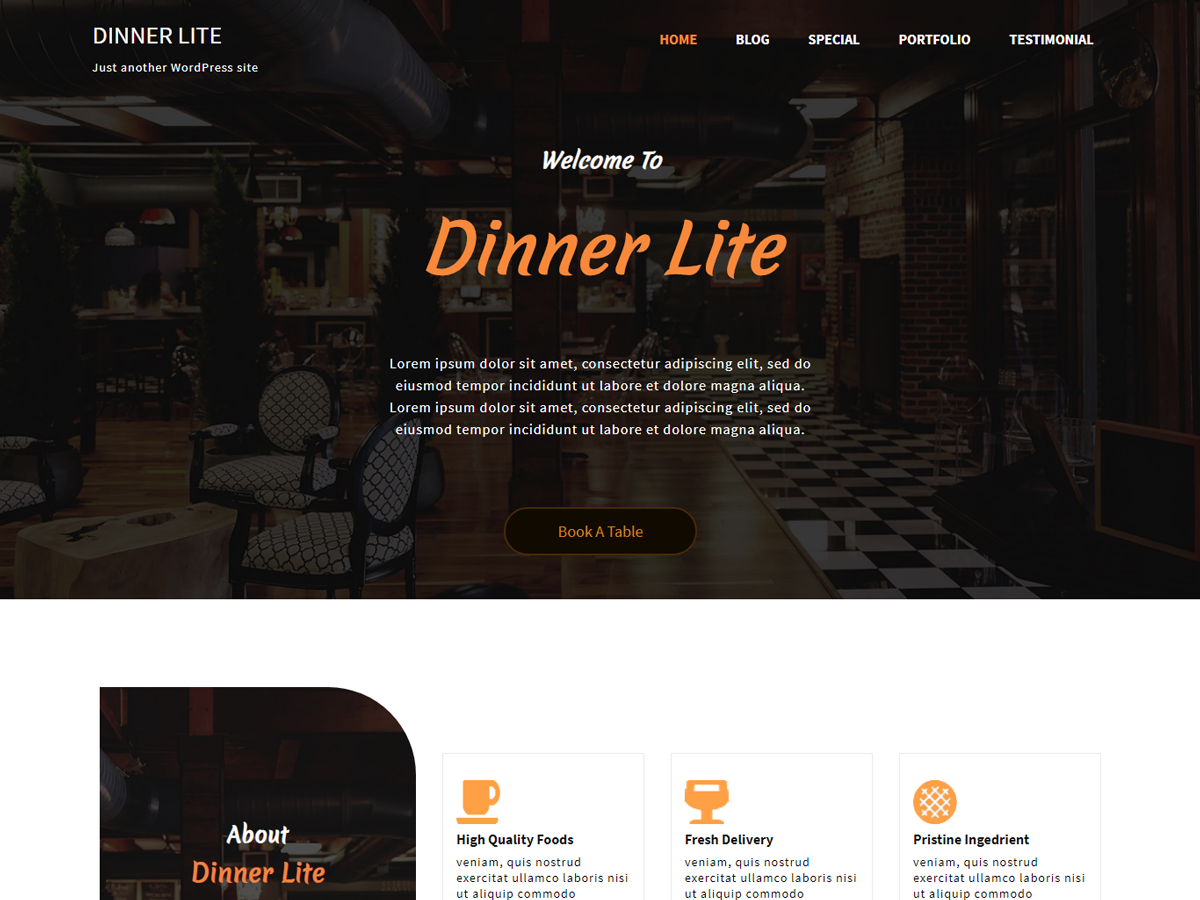 DINNER LITE
Just another WordPress site
HOME BLOG SPECIAL PORTFOLIO TESTIMONIAL
Welcome To
Dinner Lite
Lorem ipsum dolor sit amet, consectetur adipiscing elit, sed do
eiusmod tempor incididunt ut labore et dolore magna aliqua.
Lorem ipsum dolor sit amet, consectetur adipiscing elit, sed do
eiusmod tempor incididunt ut labore et dolore magna aliqua.
Book A Table
About
Dinner Lite
High Quality Foods
veniam, quis nostrud
exercitat ullamco laboris nisi
ut aliquip commodo
Fresh Delivery
veniam, quis nostrud
exercitat ullamco laboris nisi
ut aliquip commodo
Pristine Ingedrient
veniam, quis nostrud
exercitat ullamco laboris nisi
ut aliquip commodo